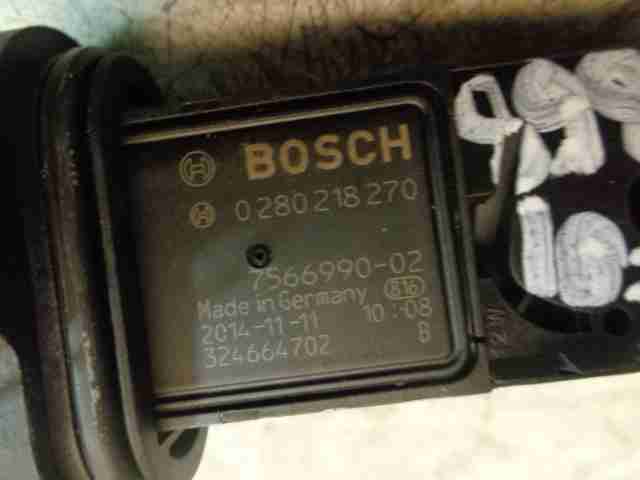 BOSCH
0 280 218 270
7566990-02
Made in Germany 816
2014-11-11 10:08
324664702 B